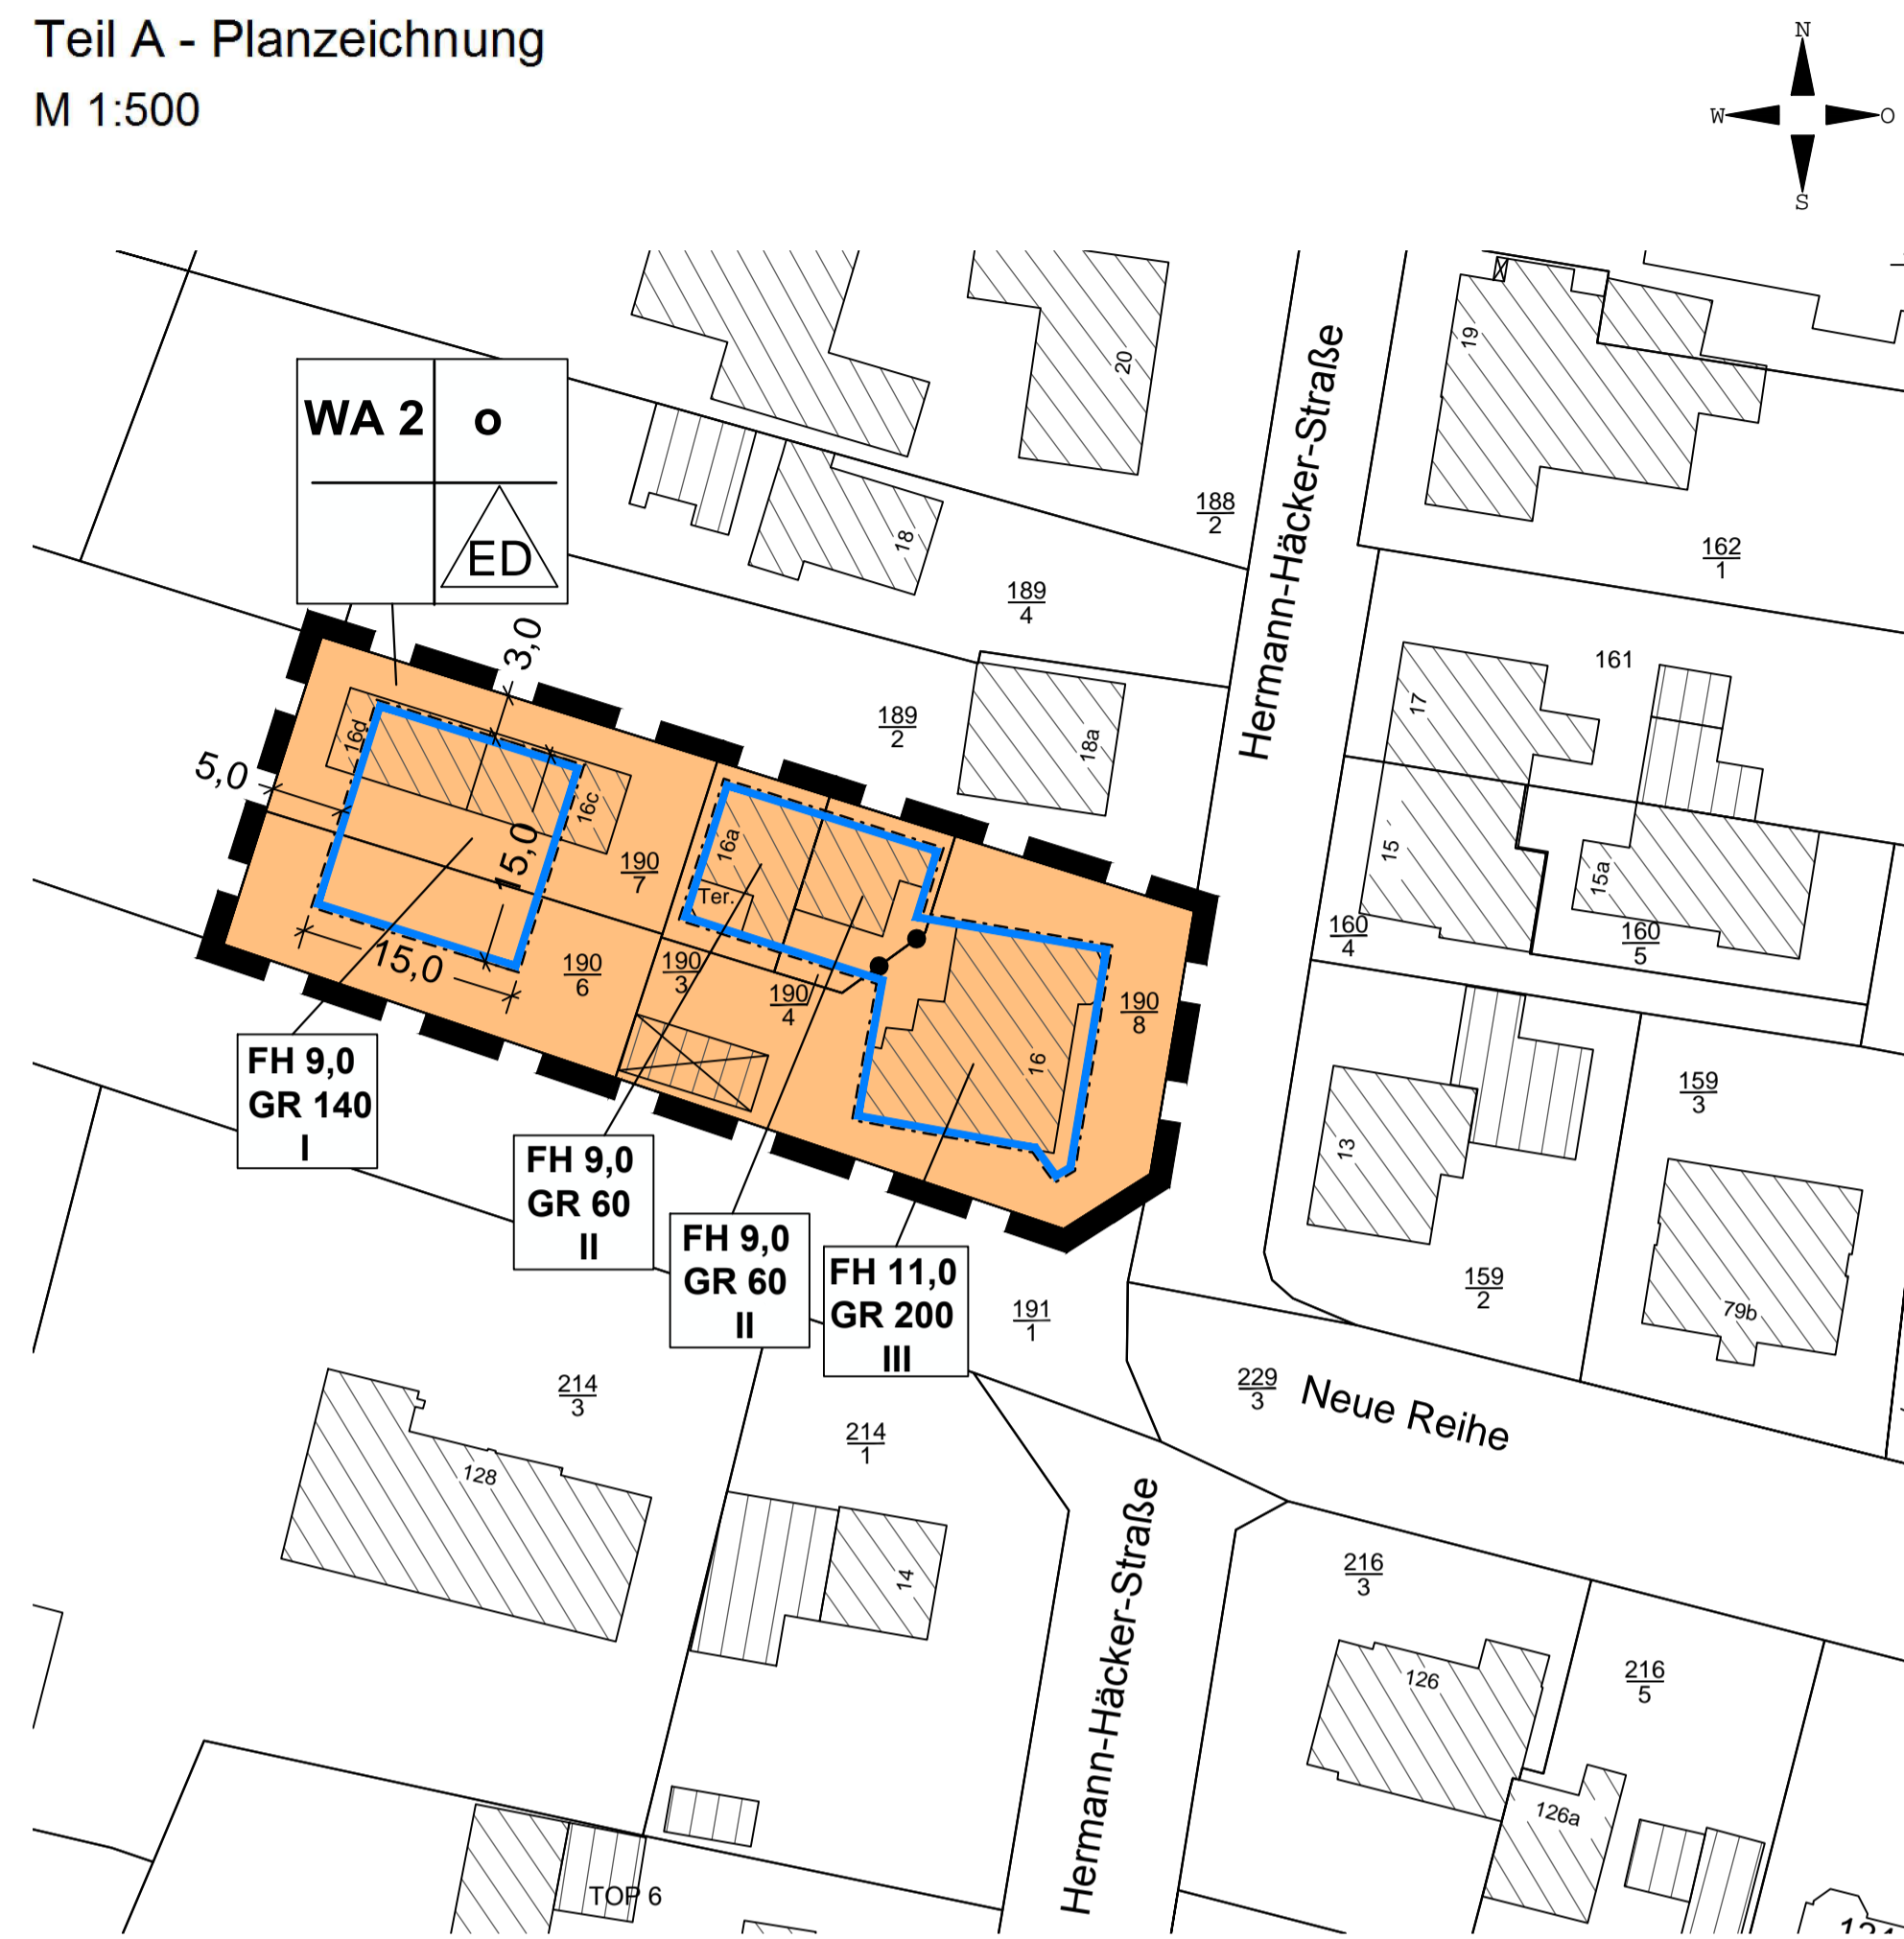 Teil A - Planzeichnung
M 1:500
N
W
O
S
WA 2
o
ED
3,0
5,0
15,0
15,0
16d
16c
16a
Ter.
16
190
7
190
6
190
3
190
4
190
8
FH 9,0
GR 140
I
FH 9,0
GR 60
II
FH 9,0
GR 60
II
FH 11,0
GR 200
III
20
18
18a
188
2
189
4
189
2
Hermann-Häcker-Straße
19
162
1
161
17
15
15a
160
4
160
5
13
159
3
159
2
79b
191
1
229
3
Neue Reihe
214
3
128
214
1
14
Hermann-Häcker-Straße
216
3
126
216
5
126a
TOP 6